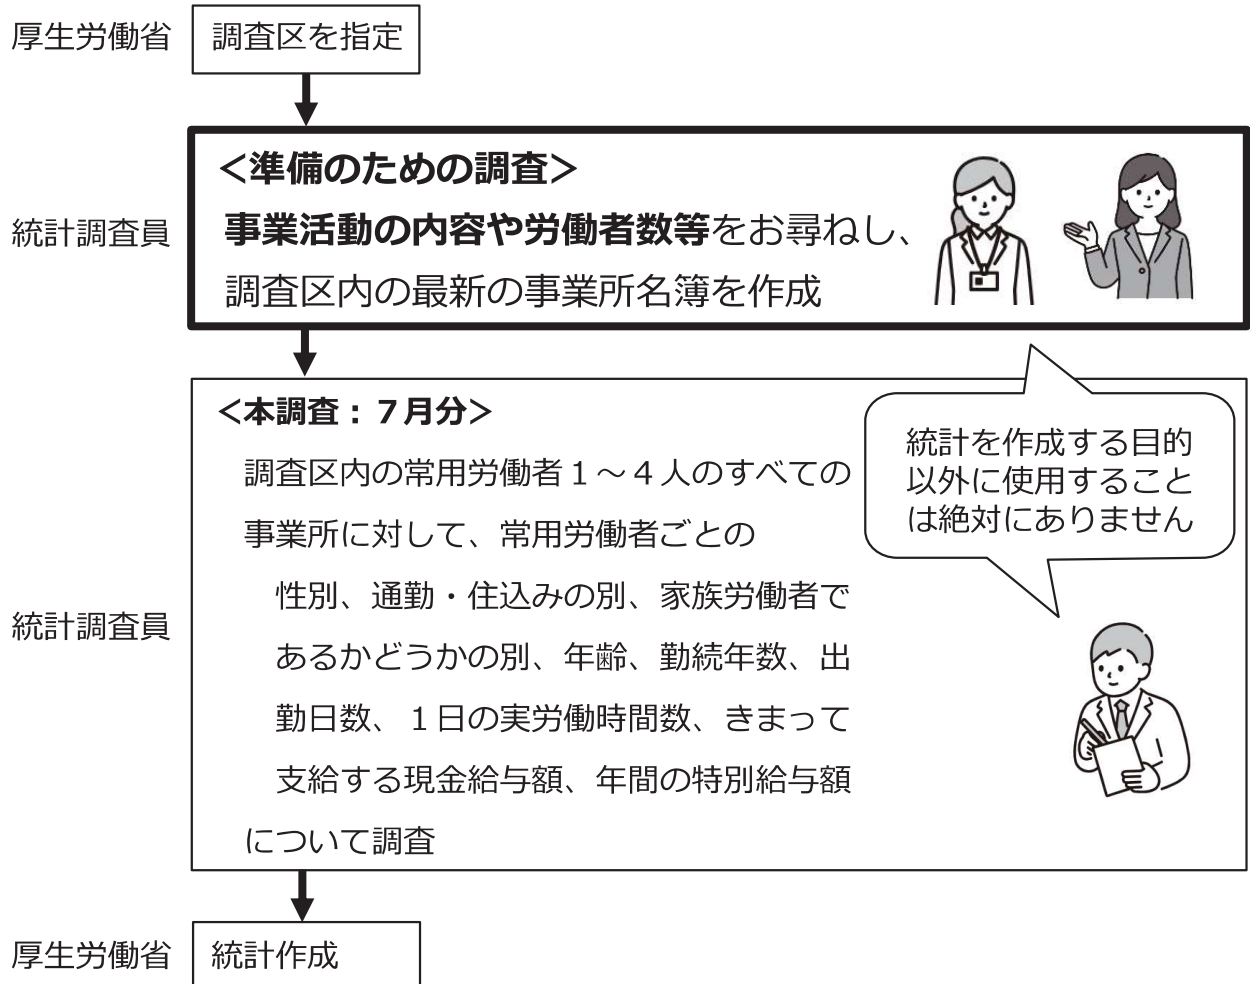 厚生労働省
調査区を指定
統計調査員
<準備のための調査>
事業活動の内容や労働者数等をお尋ねし、
調査区内の最新の事業所名簿を作成
統計調査員
<本調査:7月分>
調査区内の常用労働者1~4人のすべての
事業所に対して、常用労働者ごとの
性別、通勤・住込みの別、家族労働者で
あるかどうかの別、年齢、勤続年数、出
勤日数、1日の実労働時間数、きまって
支給する現金給与額、年間の特別給与額
について調査
統計を作成する目的
以外に使用すること
は絶対にありません
厚生労働省
統計作成